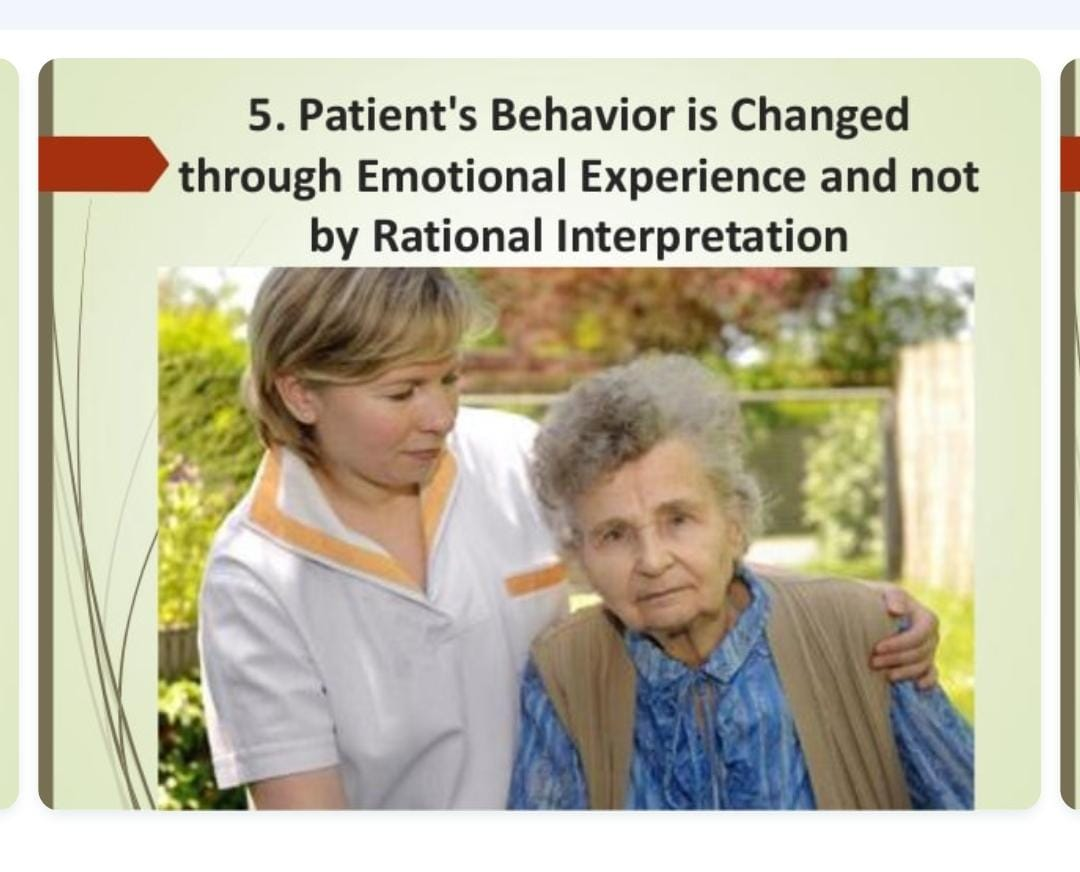 5. Patient's Behavior is Changed
through Emotional Experience and not
by Rational Interpretation